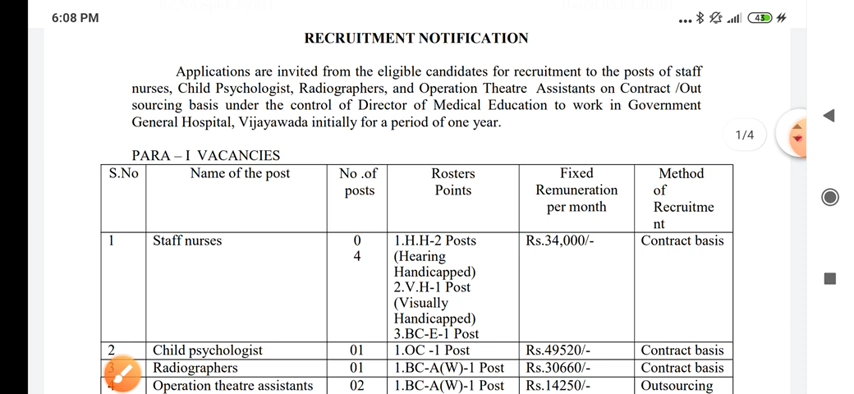 6:08 PM
43
RECRUITMENT NOTIFICATION
Applications are invited from the eligible candidates for recruitment to the posts of staff
nurses, Child Psychologist, Radiographers, and Operation Theatre Assistants on Contract /Out
sourcing basis under the control of Director of Medical Education to work in Government
General Hospital, Vijayawada initially for a period of one year.
1/4
PARA – I VACANCIES
S.No Name of the post No .of posts Rosters Points Fixed Remuneration per month Method of Recruitme nt
1 Staff nurses 0 4 1.H.H-2 Posts Rs.34,000/- Contract basis
(Hearing
Handicapped)
2.V.H-1 Post
(Visually
Handicapped)
3.BC-E-1 Post
2 Child psychologist 01 1.OC -1 Post Rs.49520/- Contract basis
Radiographers 01 1.BC-A(W)-1 Post Rs.30660/- Contract basis
Operation theatre assistants 02 1.BC-A(W)-1 Post Rs.14250/- Outsourcing